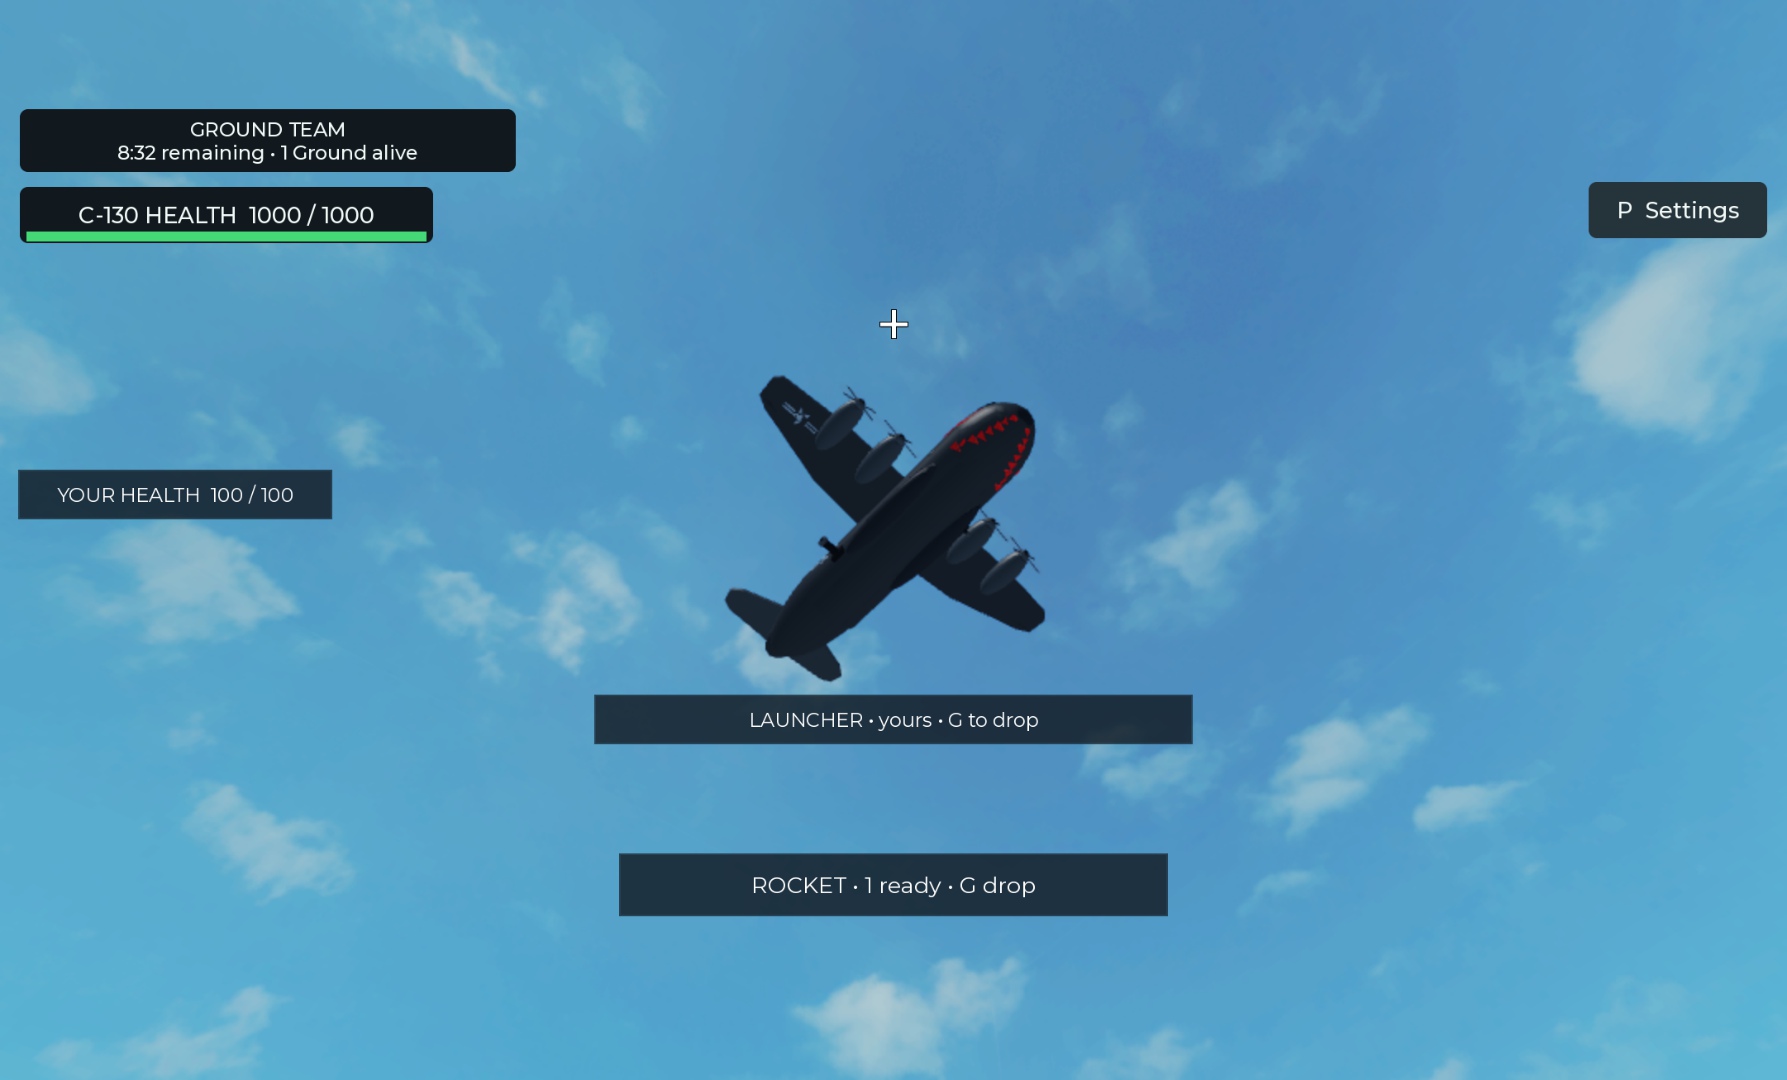 GROUND TEAM
8:32 remaining • 1 Ground alive
C-130 HEALTH 1000 / 1000
P Settings
YOUR HEALTH 100 / 100
LAUNCHER • yours • G to drop
ROCKET • 1 ready • G drop